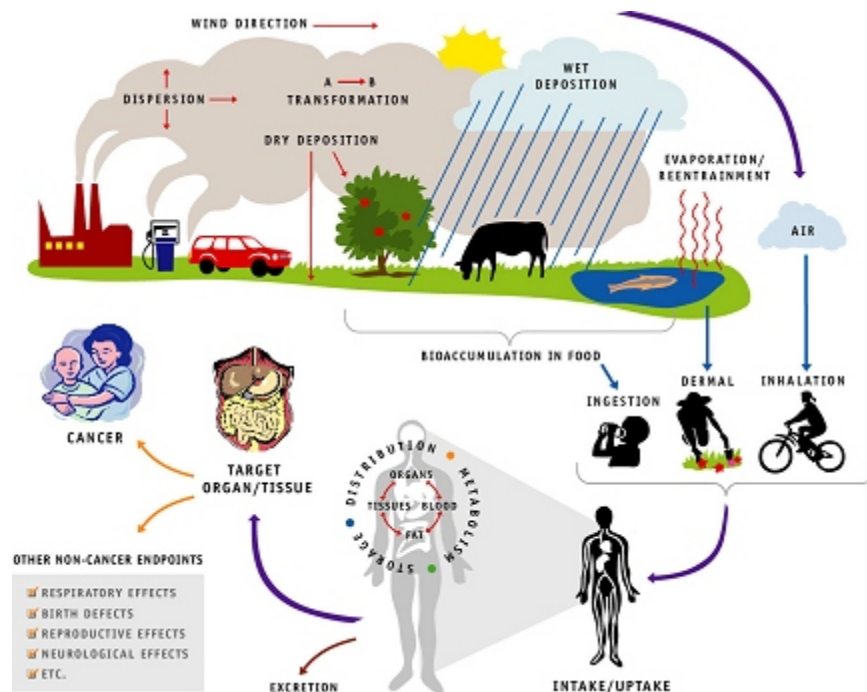 WIND DIRECTION
WET
DEPOSITION
A B
TRANSFORMATION
DISPERSION
DRY DEPOSITION
EVAPORATION/
REENTRAINMENT
AIR
BIOACCUMULATION IN FOOD
DERMAL
INHALATION
INGESTION
CANCER
TARGET
ORGAN/TISSUE
DISTRIBUTION
METABOLISM
STORAGE
ORGANS
TISSUES
BLOOD
FAT
OTHER NON-CANCER ENDPOINTS
RESPIRATORY EFFECTS
BIRTH DEFECTS
REPRODUCTIVE EFFECTS
NEUROLOGICAL EFFECTS
ETC.
EXCRETION
INTAKE/UPTAKE